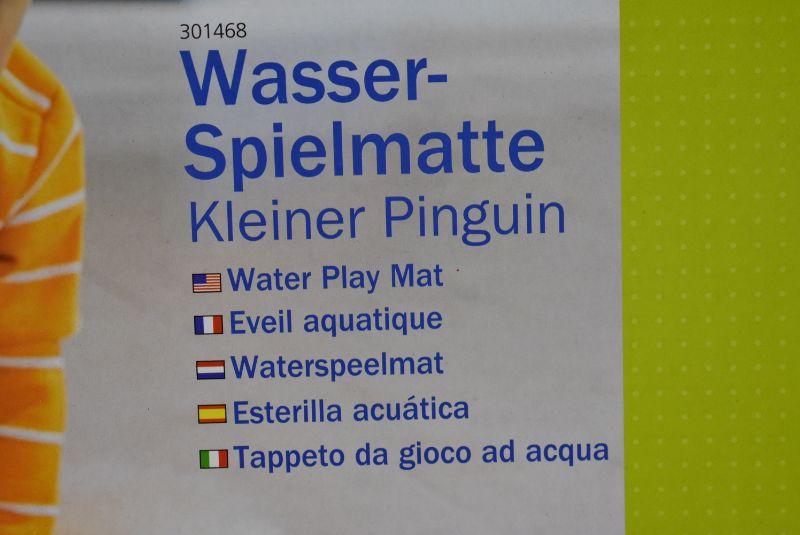 301468
Wasser-
Spielmatte
Kleiner Pinguin
Water Play Mat
Eveil aquatique
Waterspeelmat
Esterilla acuática
Tappeto da gioco ad acqua